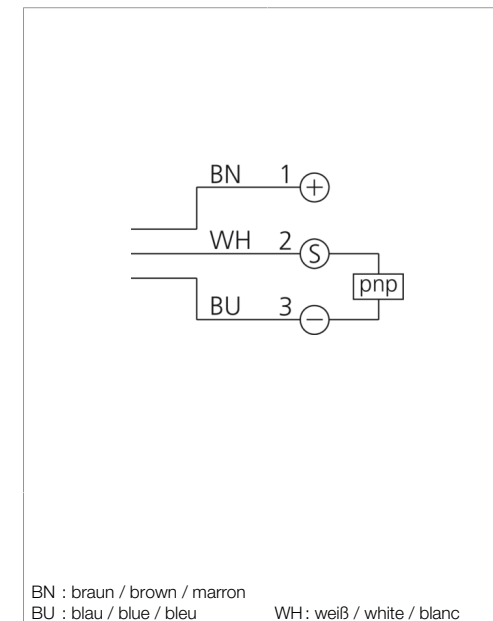 BN 1 +
WH 2 S
pnp
BU 3 −
BN : braun / brown / marron
BU : blau / blue / bleu WH : weiß / white / blanc